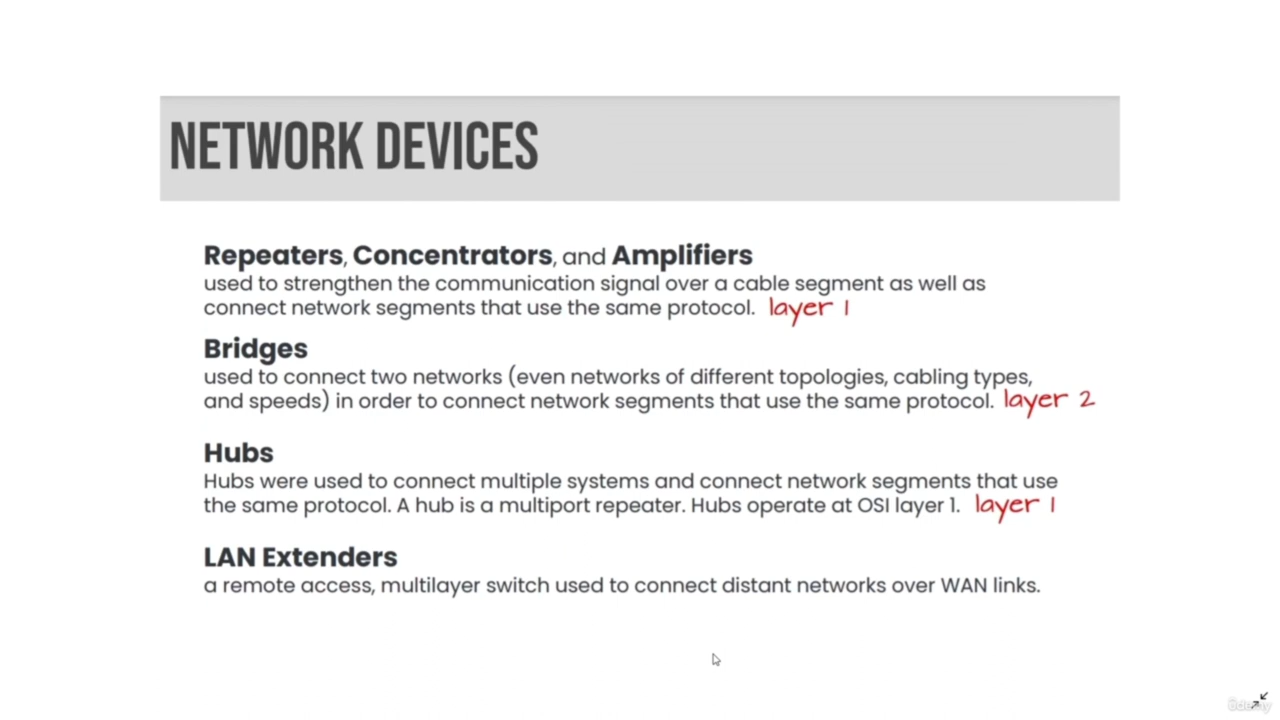 NETWORK DEVICES
Repeaters, Concentrators, and Amplifiers
used to strengthen the communication signal over a cable segment as well as
connect network segments that use the same protocol. layer 1
Bridges
used to connect two networks (even networks of different topologies, cabling types,
and speeds) in order to connect network segments that use the same protocol. layer 2
Hubs
Hubs were used to connect multiple systems and connect network segments that use
the same protocol. A hub is a multiport repeater. Hubs operate at OSI layer 1. layer 1
LAN Extenders
a remote access, multilayer switch used to connect distant networks over WAN links.
ûdemy